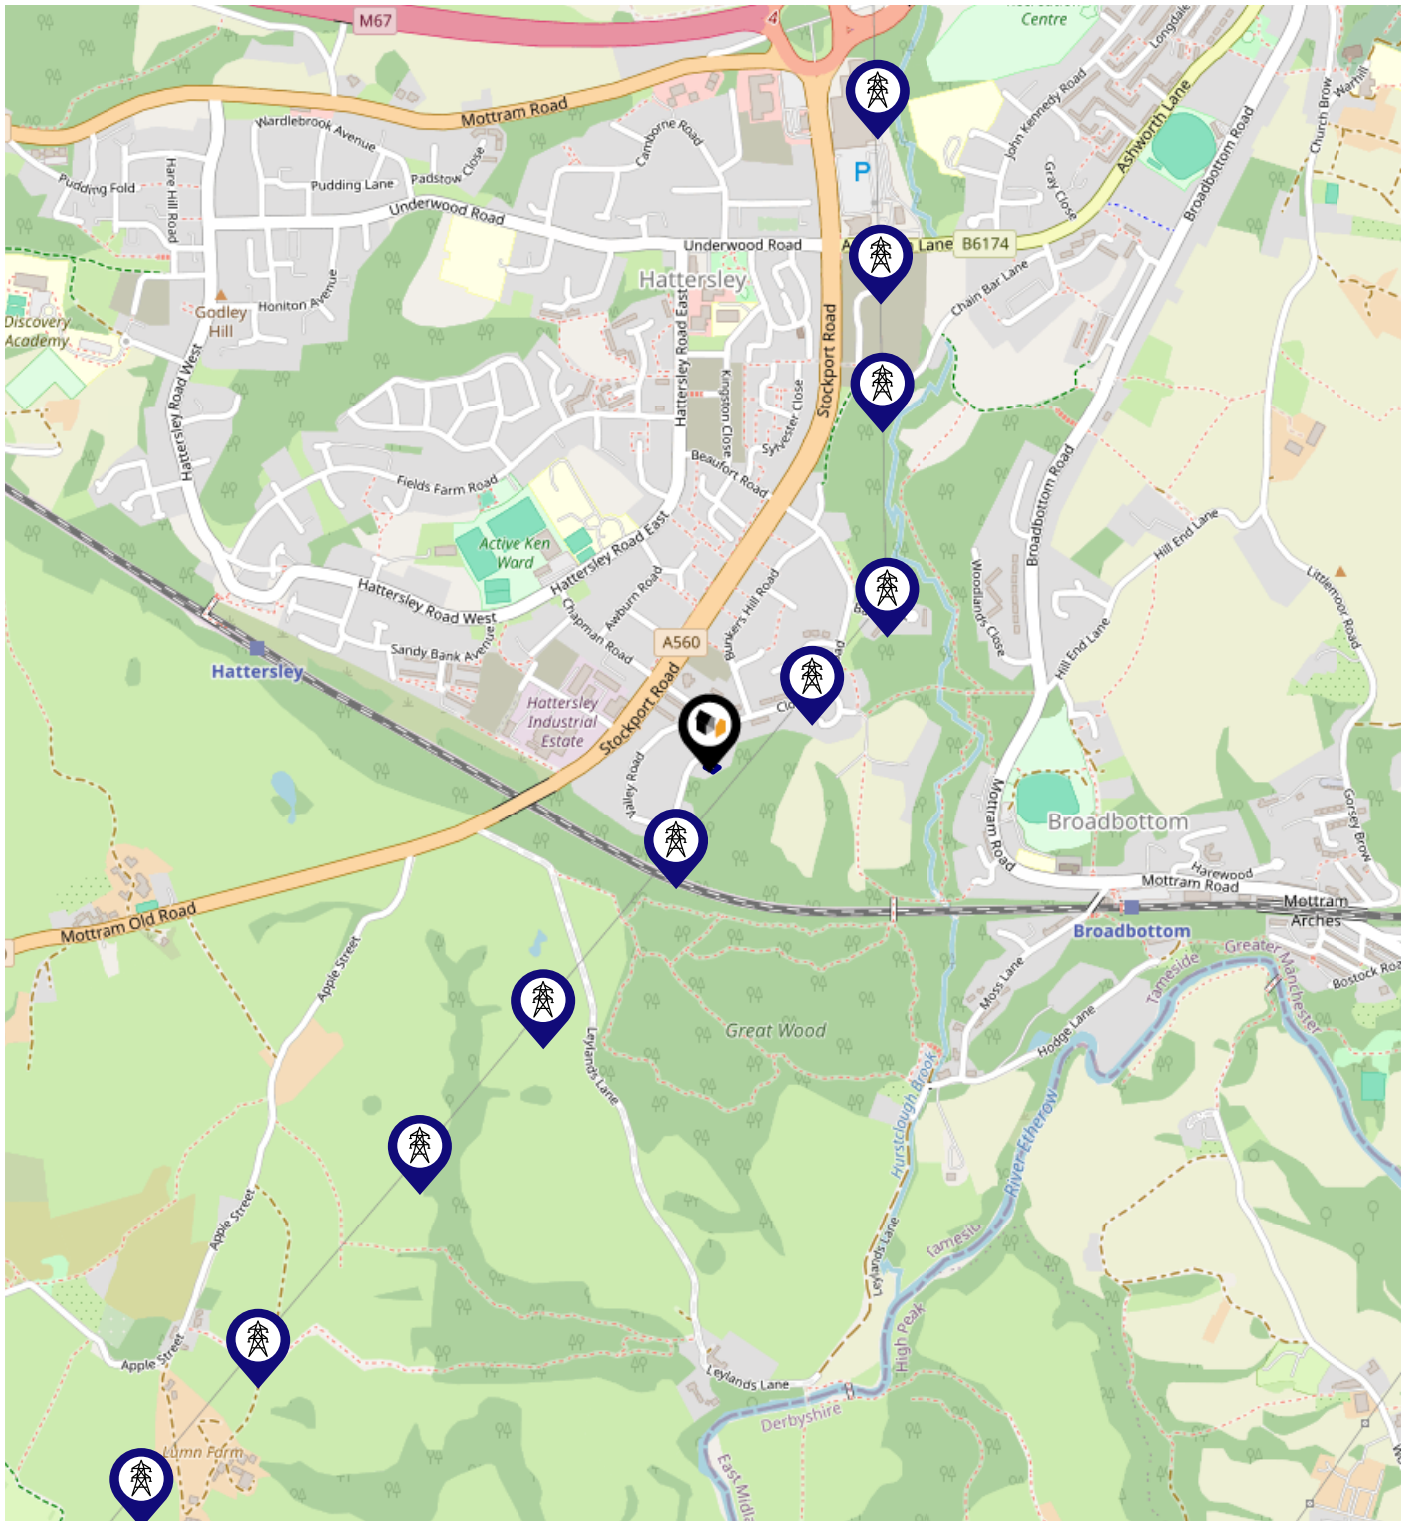 M67
4
Centre
Longdale
Mottram Road
John Kennedy Road
Ashworth Lane
Church Brow
Warhill
Wardlebrook Avenue
Camborne Road
Padstow Close
Pudding Lane
Pudding Fold
Hare Hill Road
Underwood Road
P
Gray Close
Broadbottom Road
Underwood Road
Lane
B6174
Hattersley
Chain Bar Lane
Honiton Avenue
Godley
Hill
Discovery
Academy
Hattersley Road West
Hattersley Road East
Stockport Road
Kingston Close
Sylvester Close
Beaufort Road
Fields Farm Road
Active Ken
Ward
Hattersley Road East
Broadbottom Road
Hill End Lane
Littlemoor Road
Hattersley Road West
Awburn Road
Chapman Road
Bunkers Hill Road
Woodlands Close
Hill End Lane
Sandy Bank Avenue
A560
Hattersley
Hattersley
Industrial
Estate
Stockport Road
Valley Road
Mottram Road
Broadbottom
Gorsey Brow
Harewood
Mottram Road
Mottram
Arches
Broadbottom
Mottram Old Road
Apple Street
Moss Lane
Tameside
Greater Manchester
Great Wood
Hodge Lane
Leylands Lane
Hurstclough Brook
River Etherow
Apple Street
Leylands Lane
High Peak
Apple Street
Leylands Lane
Derbyshire
Lumn Farm